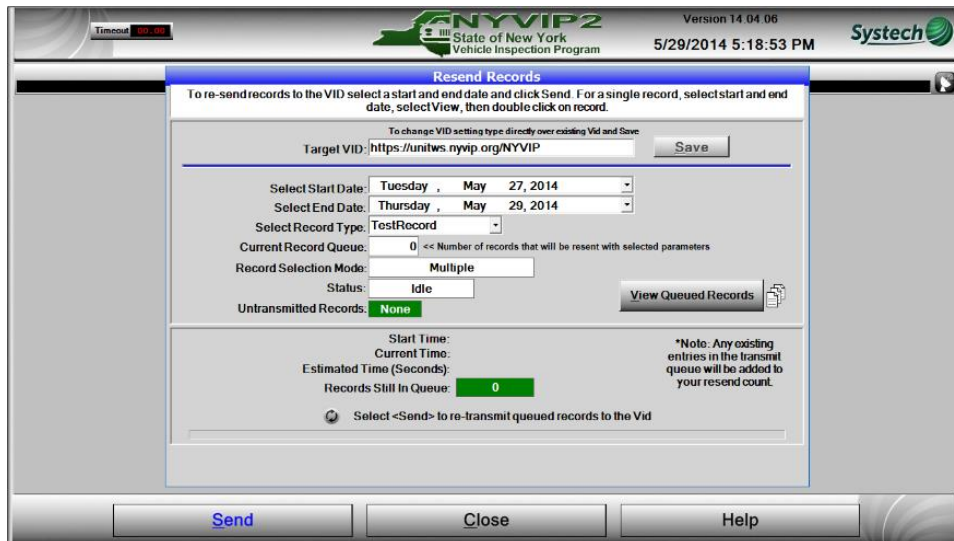 Timeout 00.00
NYVIP2
State of New York
Vehicle Inspection Program
Version 14.04.06
5/29/2014 5:18:53 PM
Systech
Resend Records
To re-send records to the VID select a start and end date and click Send. For a single record, select start and end
date, select View, then double click on record.
To change VID setting type directly over existing Vid and Save
Target VID: https://unitws.nyvip.org/NYVIP
Save
Select Start Date: Tuesday , May 27, 2014
Select End Date: Thursday , May 29, 2014
Select Record Type: TestRecord
Current Record Queue: 0 << Number of records that will be resent with selected parameters
Record Selection Mode: Multiple
Status: Idle
View Queued Records
Untransmitted Records: None
Start Time:
Current Time:
Estimated Time (Seconds):
Records Still In Queue: 0
*Note: Any existing
entries in the transmit
queue will be added to
your resend count.
Select <Send> to re-transmit queued records to the Vid
Send
Close
Help